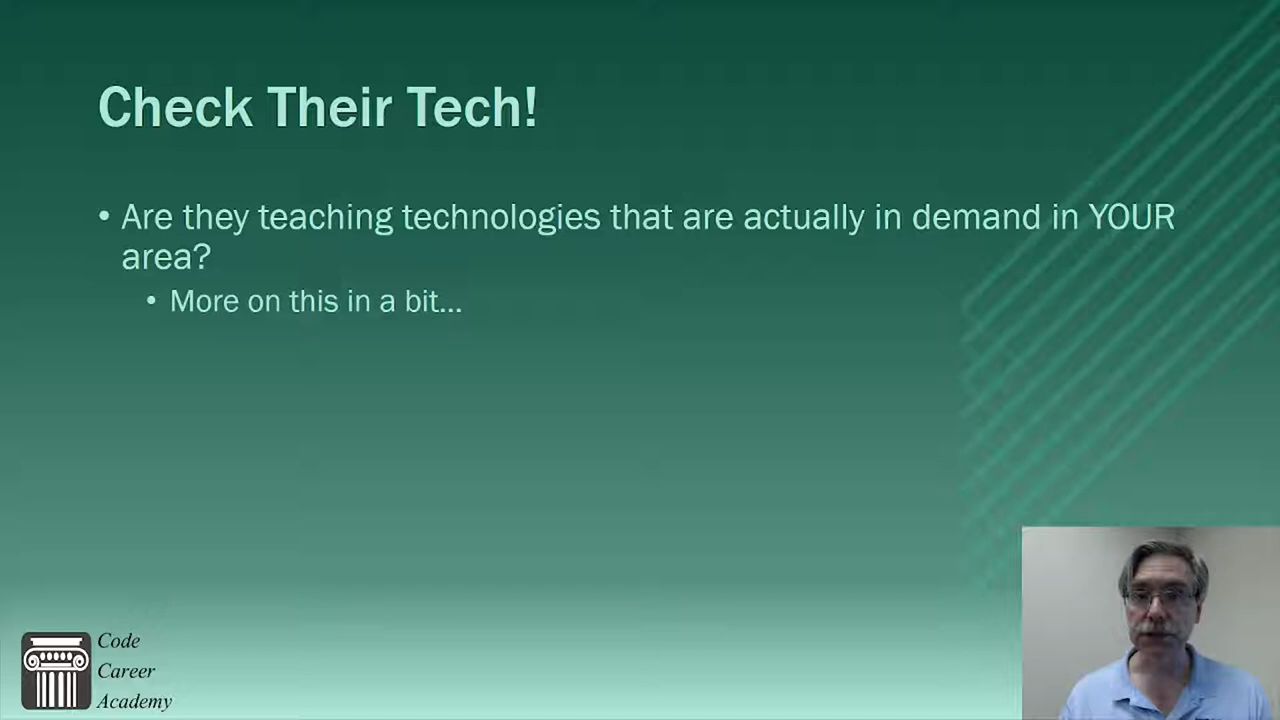 Check Their Tech!
• Are they teaching technologies that are actually in demand in YOUR
area?
• More on this in a bit...
Code
Career
Academy